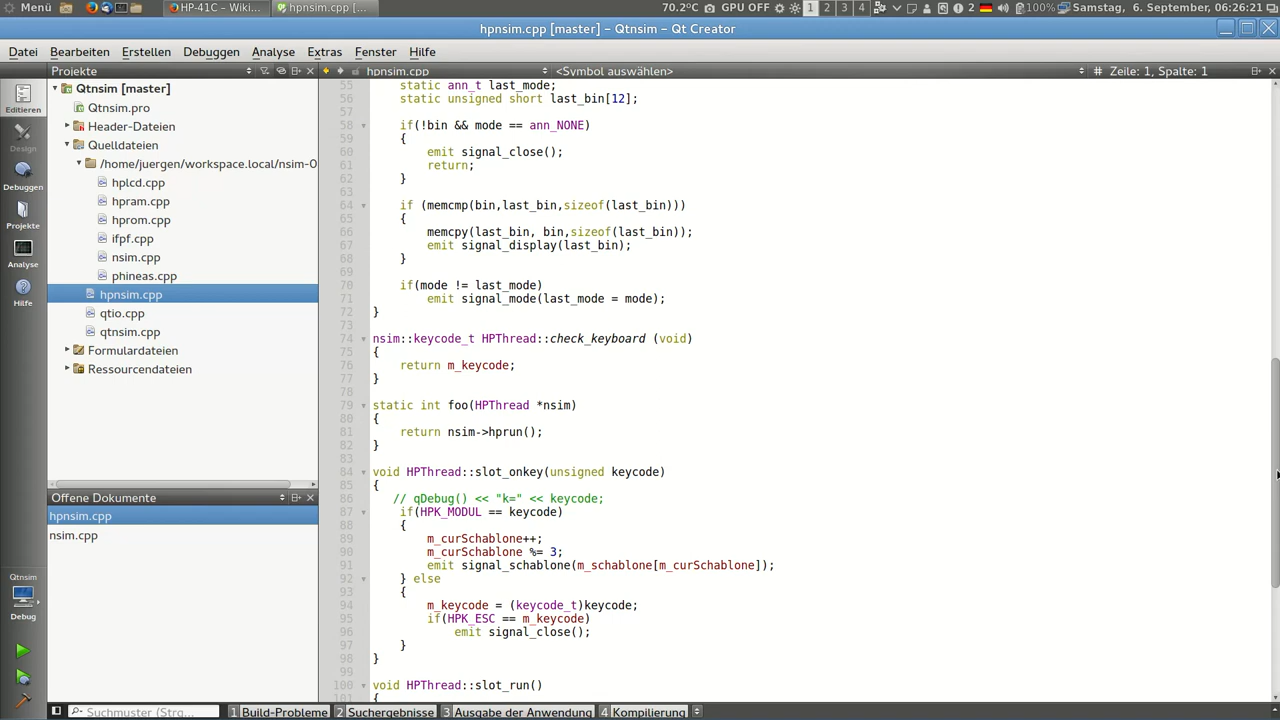 Menü
HP-41C – Wiki...
hpnsim.cpp [...
70.2°C
GPU OFF
1 2 3 4
2
100%
Samstag, 6. September, 06:26:21
hpnsim.cpp [master] – Qtnsim – Qt Creator
Datei Bearbeiten Erstellen Debuggen Analyse Extras Fenster Hilfe
Projekte
hpnsim.cpp
<Symbol auswählen>
# Zeile: 1, Spalte: 1
Editieren
Design
Debuggen
Projekte
Analyse
Hilfe
Qtnsim
Debug
Qtnsim [master]
Qtnsim.pro
Header-Dateien
Quelldateien
/home/juergen/workspace.local/nsim-0
hplcd.cpp
hpram.cpp
hprom.cpp
ifpf.cpp
nsim.cpp
phineas.cpp
hpnsim.cpp
qtio.cpp
qtnsim.cpp
Formulardateien
Ressourcendateien
Offene Dokumente
hpnsim.cpp
nsim.cpp
55 static ann_t last_mode;
56 static unsigned short last_bin[12];
57
58 if(!bin && mode == ann_NONE)
59 {
60 emit signal_close();
61 return;
62 }
63
64 if (memcmp(bin,last_bin,sizeof(last_bin)))
65 {
66 memcpy(last_bin, bin,sizeof(last_bin));
67 emit signal_display(last_bin);
68 }
69
70 if(mode != last_mode)
71 emit signal_mode(last_mode = mode);
72 }
73
74 nsim::keycode_t HPThread::check_keyboard (void)
75 {
76 return m_keycode;
77 }
78
79 static int foo(HPThread *nsim)
80 {
81 return nsim->hprun();
82 }
83
84 void HPThread::slot_onkey(unsigned keycode)
85 {
86 // qDebug() << "k=" << keycode;
87 if(HPK_MODUL == keycode)
88 {
89 m_curSchablone++;
90 m_curSchablone %= 3;
91 emit signal_schablone(m_schablone[m_curSchablone]);
92 } else
93 {
94 m_keycode = (keycode_t)keycode;
95 if(HPK_ESC == m_keycode)
96 emit signal_close();
97 }
98 }
99
100 void HPThread::slot_run()
101 {
Suchmuster (Strg...
1 Build-Probleme
2 Suchergebnisse
3 Ausgabe der Anwendung
4 Kompilierung